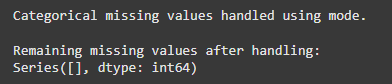 Categorical missing values handled using mode.
Remaining missing values after handling:
Series([], dtype: int64)